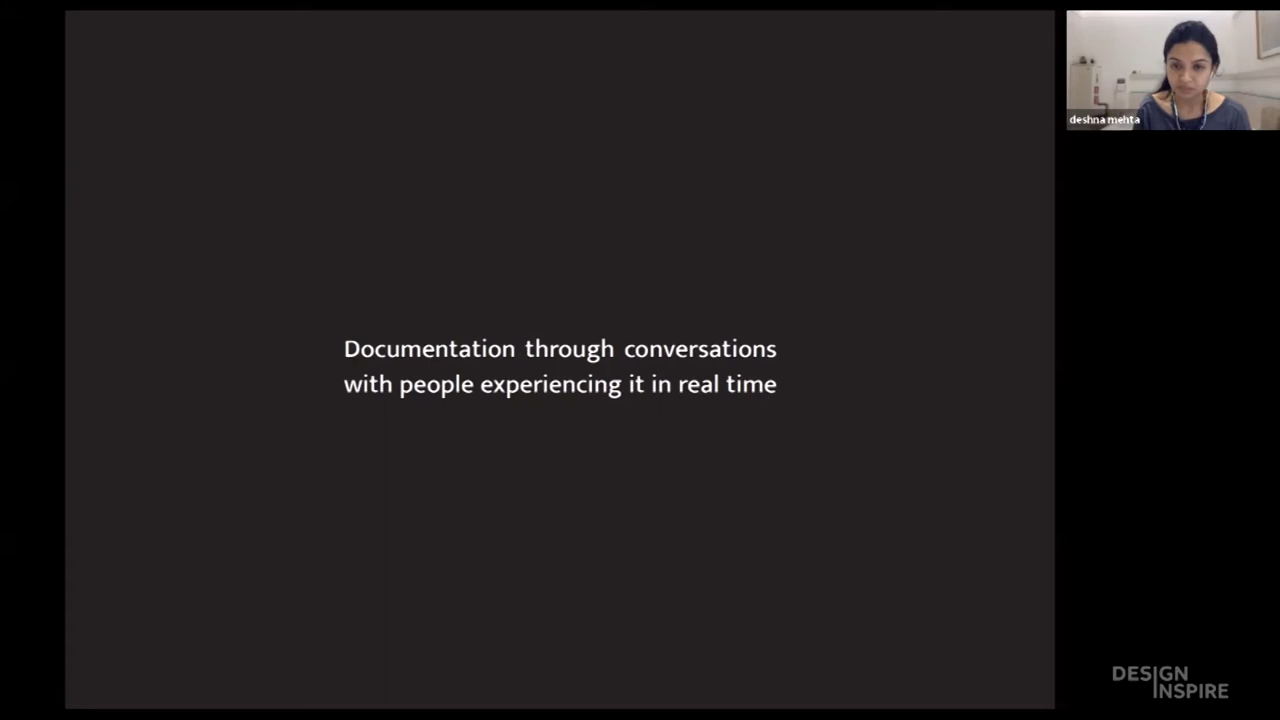 deshna mehta
Documentation through conversations
with people experiencing it in real time
DESIGN
INSPIRE